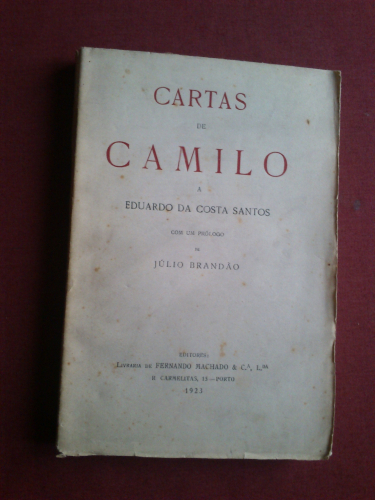 CARTAS
DE
CAMILO
A
EDUARDO DA COSTA SANTOS
COM UM PRÓLOGO
DE
JÚLIO BRANDÃO
EDITORES:
LIVRARIA DE FERNANDO MACHADO & C.ª, L.DA
R. CARMELITAS, 15 — PORTO
1923